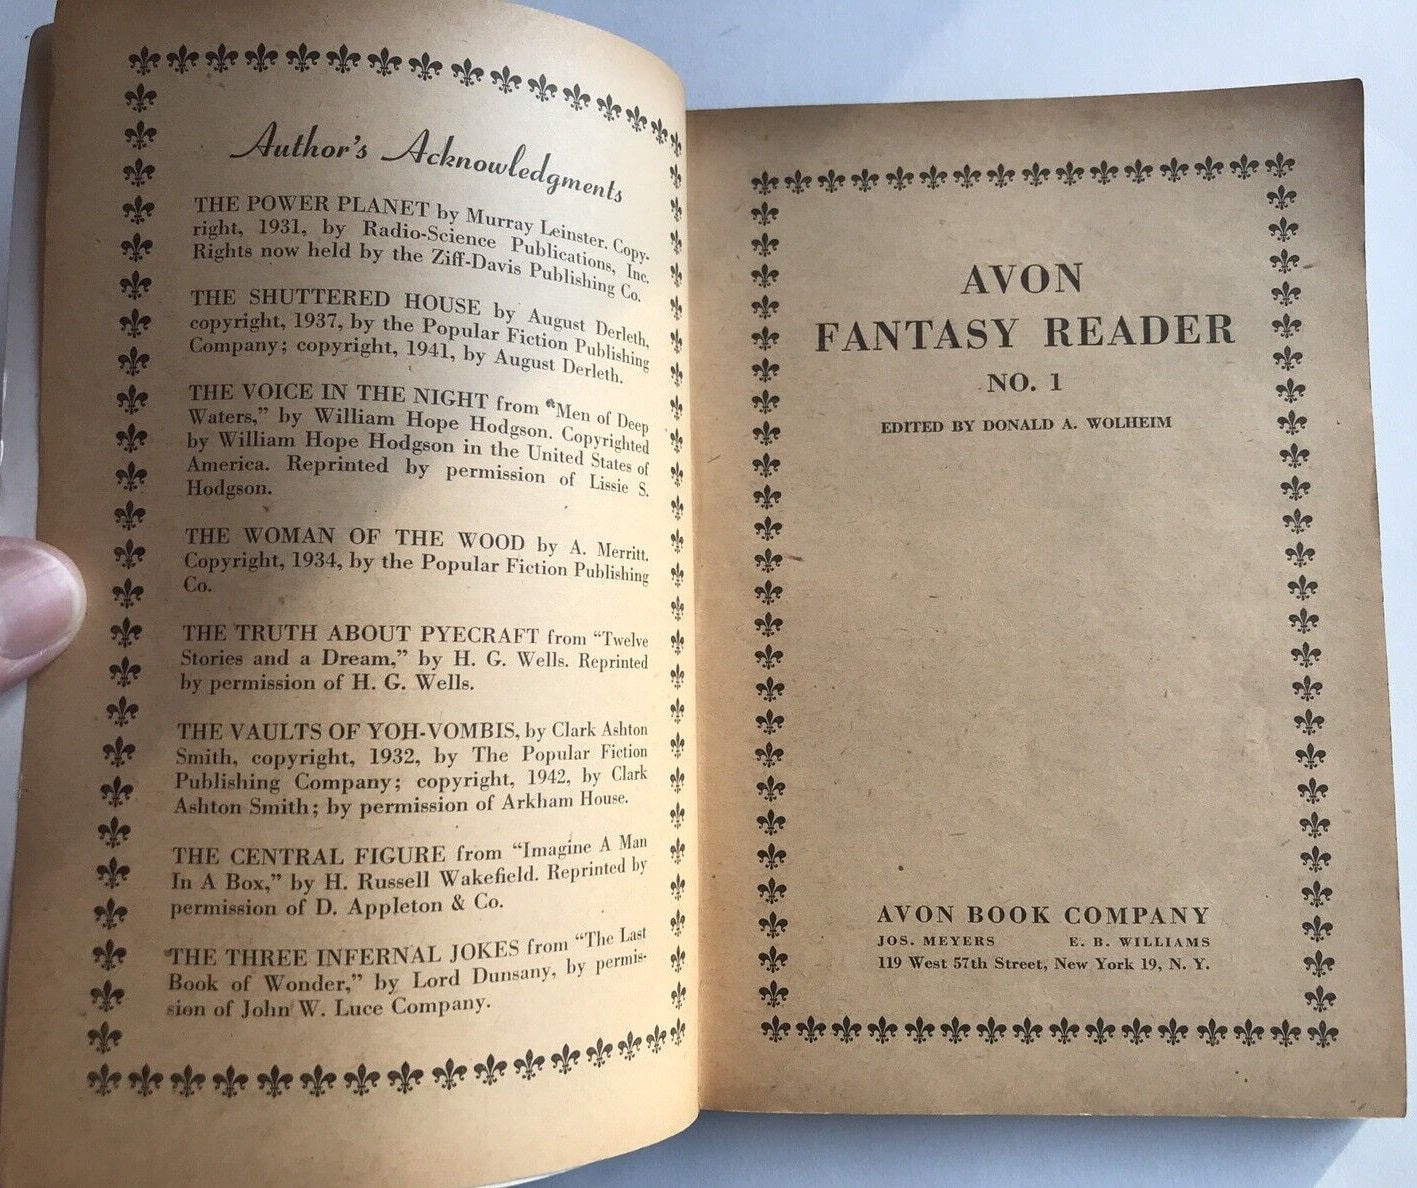 Author's Acknowledgments
THE POWER PLANET by Murray Leinster. Copy-
right, 1931, by Radio-Science Publications, Inc.
Rights now held by the Ziff-Davis Publishing Co.
THE SHUTTERED HOUSE by August Derleth,
copyright, 1937, by the Popular Fiction Publishing
Company; copyright, 1941, by August Derleth.
THE VOICE IN THE NIGHT from "Men of Deep
Waters," by William Hope Hodgson. Copyrighted
by William Hope Hodgson in the United States of
America. Reprinted by permission of Lissie S.
Hodgson.
THE WOMAN OF THE WOOD by A. Merritt.
Copyright, 1934, by the Popular Fiction Publishing
Co.
THE TRUTH ABOUT PYECRAFT from "Twelve
Stories and a Dream," by H. G. Wells. Reprinted
by permission of H. G. Wells.
THE VAULTS OF YOH-VOMBIS, by Clark Ashton
Smith, copyright, 1932, by The Popular Fiction
Publishing Company; copyright, 1942, by Clark
Ashton Smith; by permission of Arkham House.
THE CENTRAL FIGURE from "Imagine A Man
In A Box," by H. Russell Wakefield. Reprinted by
permission of D. Appleton & Co.
THE THREE INFERNAL JOKES from "The Last
Book of Wonder," by Lord Dunsany, by permis-
sion of John W. Luce Company.
AVON
FANTASY READER
NO. 1
EDITED BY DONALD A. WOLHEIM
AVON BOOK COMPANY
JOS. MEYERS E. B. WILLIAMS
119 West 57th Street, New York 19, N. Y.